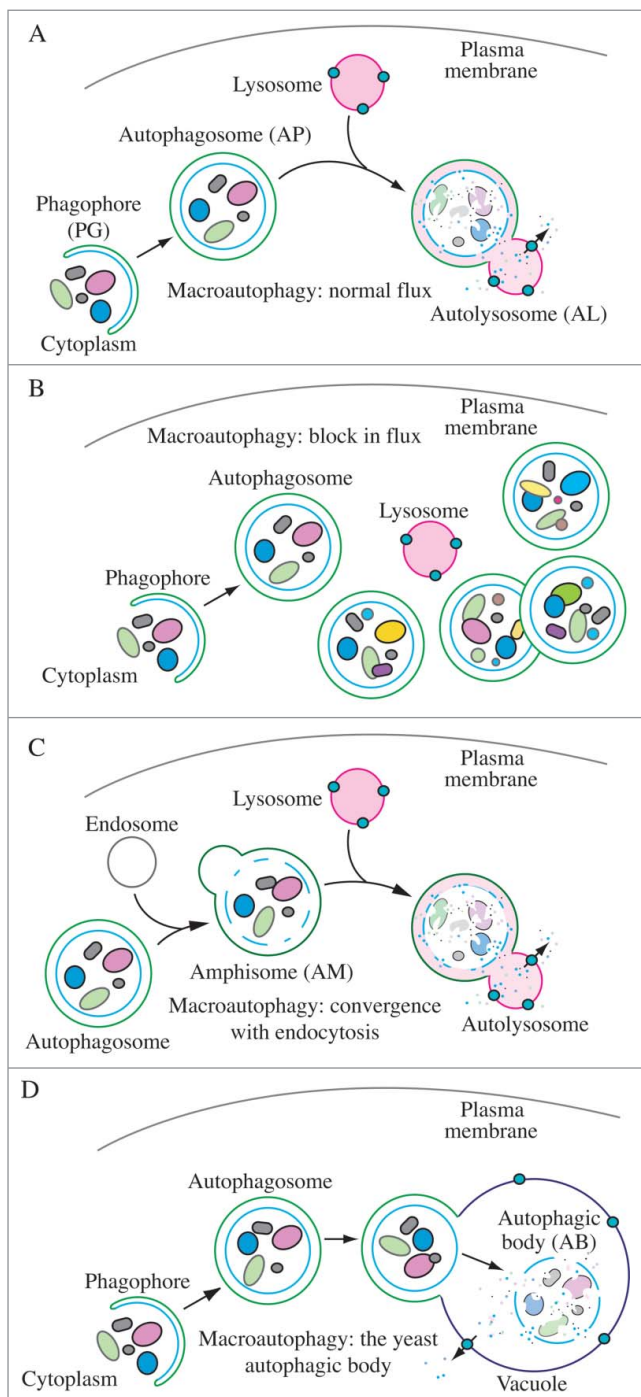 A
Plasma
membrane
Lysosome
Autophagosome (AP)
Phagophore
(PG)
Macroautophagy: normal flux
Autolysosome (AL)
Cytoplasm
B
Plasma
membrane
Macroautophagy: block in flux
Autophagosome
Lysosome
Phagophore
Cytoplasm
C
Plasma
membrane
Lysosome
Endosome
Amphisome (AM)
Macroautophagy: convergence
with endocytosis
Autolysosome
Autophagosome
D
Plasma
membrane
Autophagosome
Autophagic
body (AB)
Phagophore
Macroautophagy: the yeast
autophagic body
Cytoplasm
Vacuole